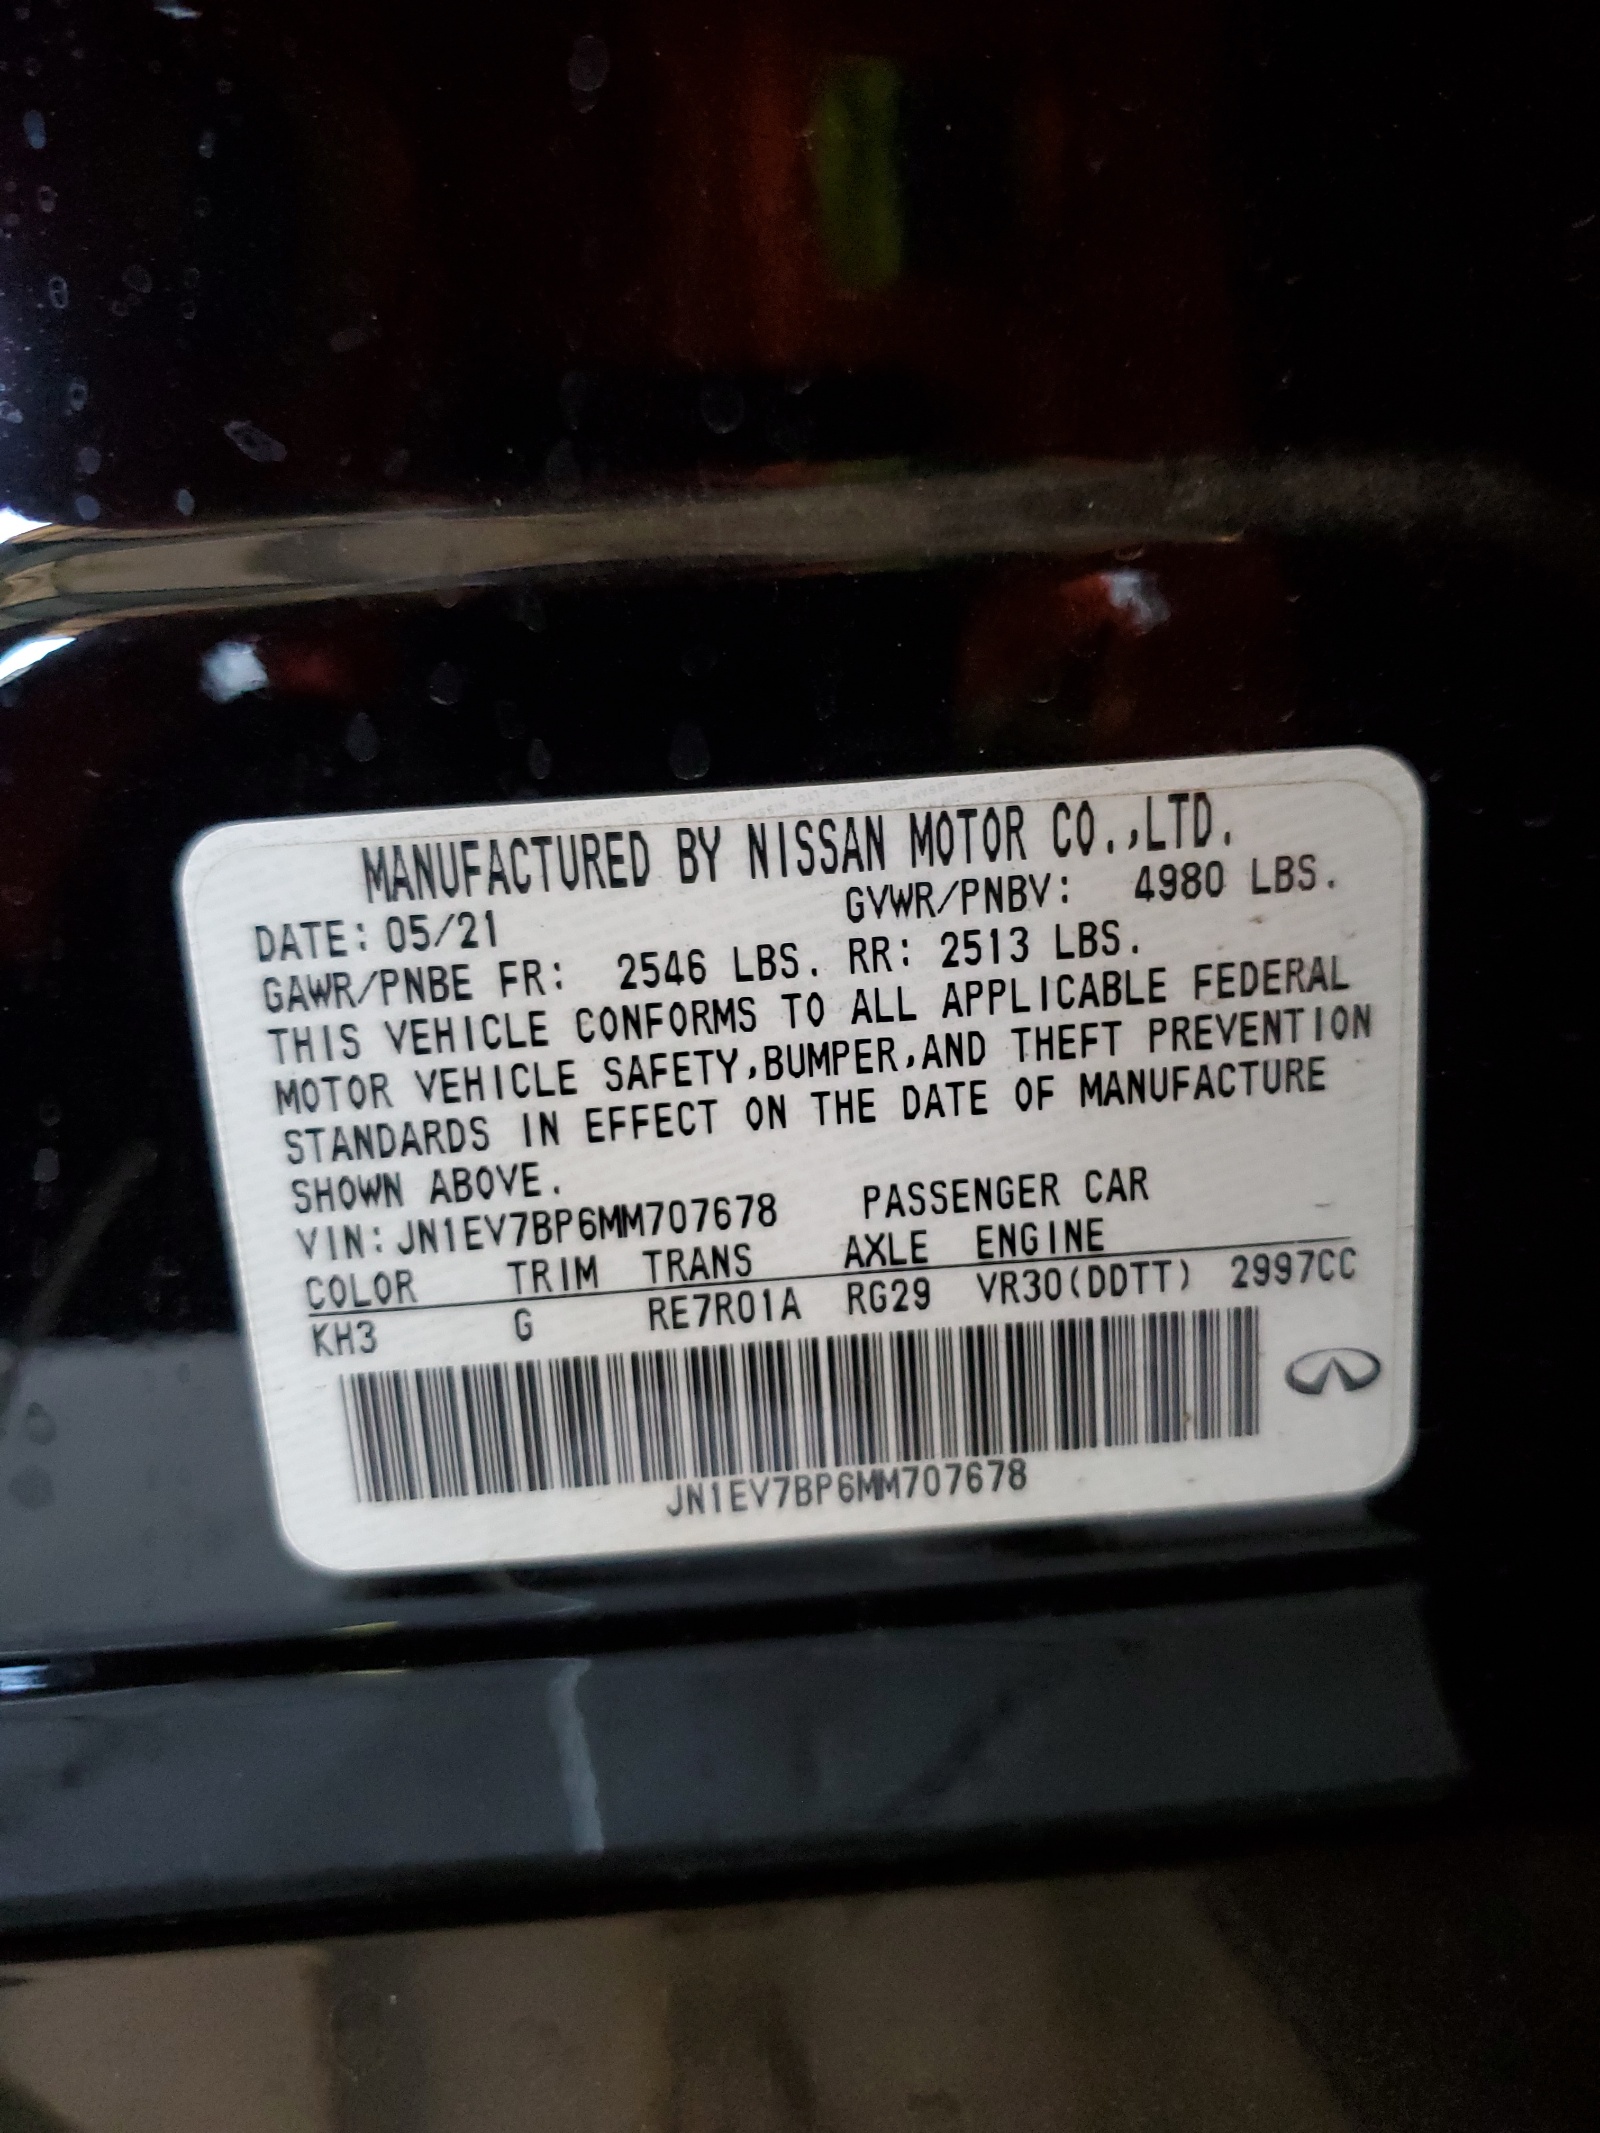 MANUFACTURED BY NISSAN MOTOR CO.,LTD.
DATE: 05/21 GVWR/PNBV: 4980 LBS.
GAWR/PNBE FR: 2546 LBS. RR: 2513 LBS.
THIS VEHICLE CONFORMS TO ALL APPLICABLE FEDERAL
MOTOR VEHICLE SAFETY,BUMPER,AND THEFT PREVENTION
STANDARDS IN EFFECT ON THE DATE OF MANUFACTURE
SHOWN ABOVE.
VIN: JN1EV7BP6MM707678 PASSENGER CAR
COLOR TRIM TRANS AXLE ENGINE
KH3 G RE7R01A RG29 VR30(DDTT) 2997CC
JN1EV7BP6MM707678